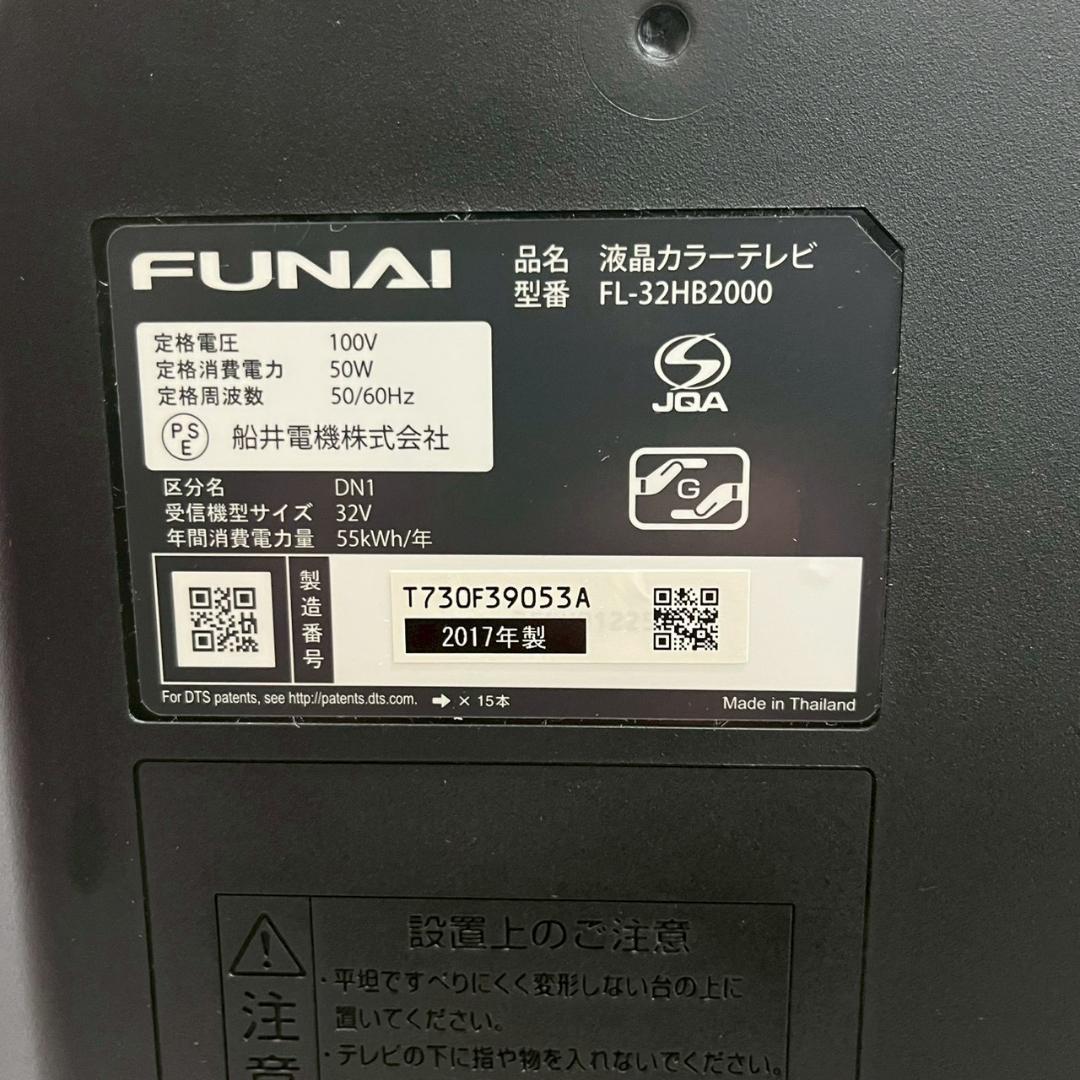 FUNAI
品名 液晶カラーテレビ
型番 FL-32HB2000
定格電圧 100V
定格消費電力 50W
定格周波数 50/60Hz
PSE 船井電機株式会社
JQA
G
区分名 DN1
受信機型サイズ 32V
年間消費電力量 55kWh/年
製造番号
T730F39053A
2017年製
For DTS patents, see http://patents.dts.com. ➡ × 15本
Made in Thailand
設置上のご注意
注意
・平坦ですべりにくく変形しない台の上に
置いてください。
・テレビの下に指や物を入れないでください。